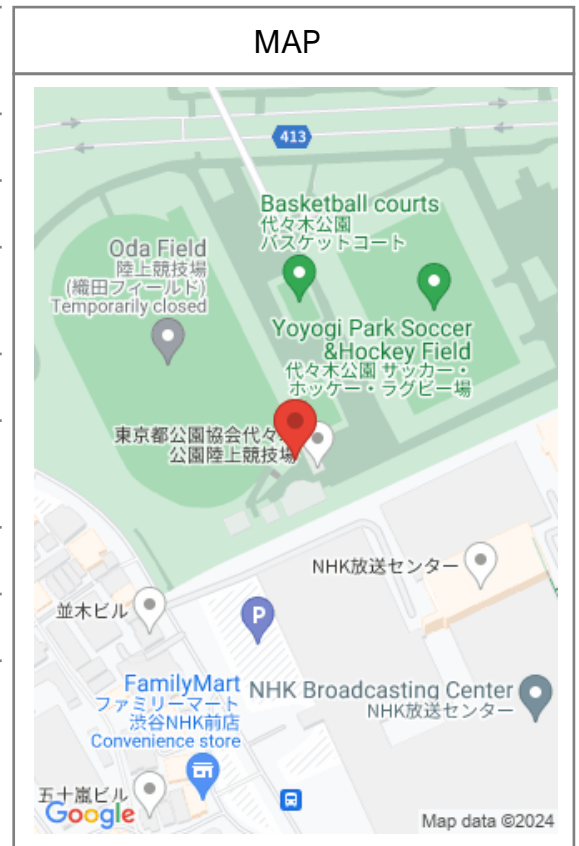 MAP
413
Basketball courts
代々木公園
バスケットコート
Oda Field
陸上競技場
(織田フィールド)
Temporarily closed
Yoyogi Park Soccer
&Hockey Field
代々木公園 サッカー・
ホッケー・ラグビー場
東京都公園協会代々
公園陸上競技場
NHK放送センター
並木ビル
P
FamilyMart
ファミリーマート
渋谷NHK前店
Convenience store
NHK Broadcasting Center
NHK放送センター
五十嵐ビル
Google
Map data ©2024